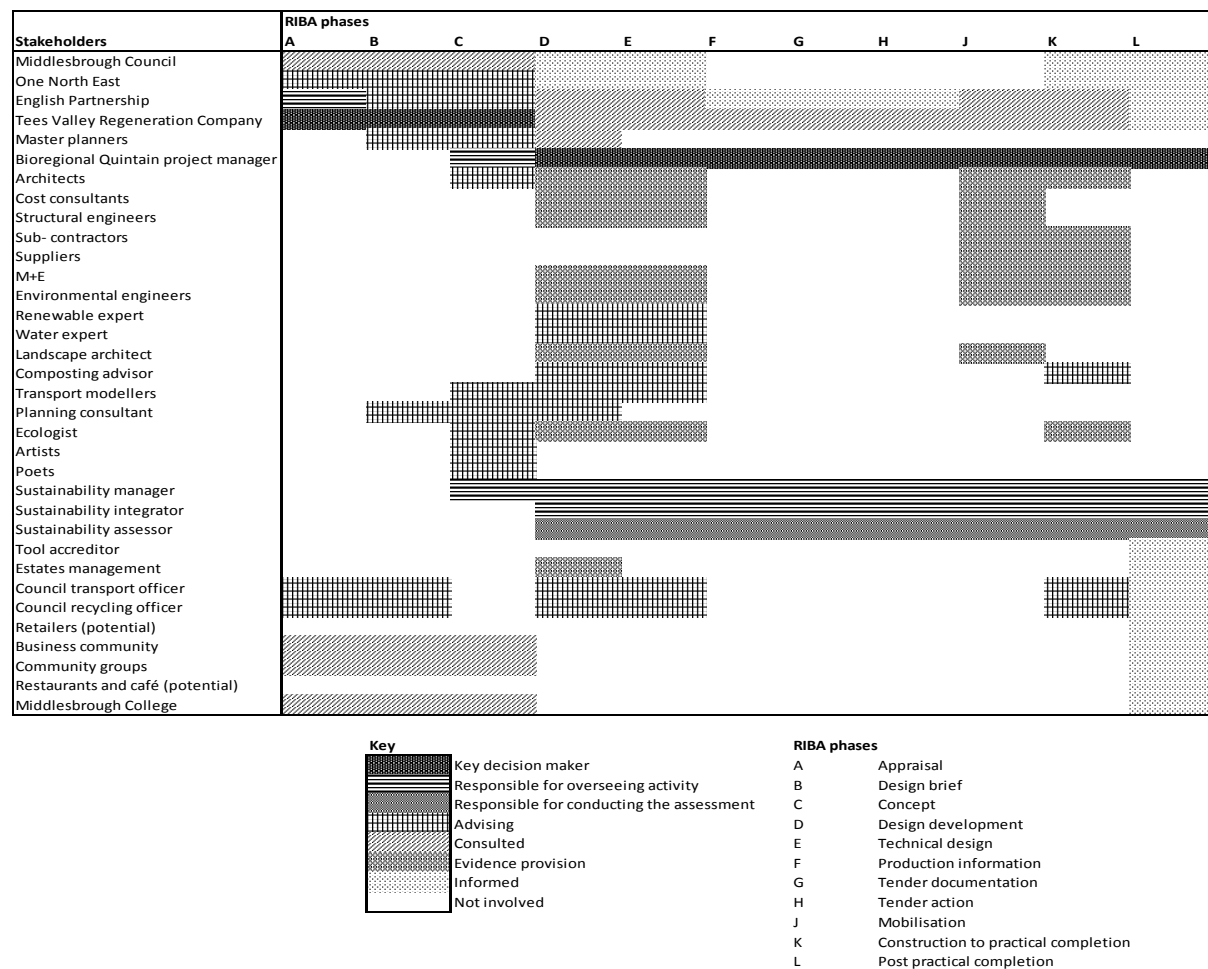 RIBA phases
Stakeholders A B C D E F G H J K L
Middlesbrough Council
One North East
English Partnership
Tees Valley Regeneration Company
Master planners
Bioregional Quintain project manager
Architects
Cost consultants
Structural engineers
Sub- contractors
Suppliers
M+E
Environmental engineers
Renewable expert
Water expert
Landscape architect
Composting advisor
Transport modellers
Planning consultant
Ecologist
Artists
Poets
Sustainability manager
Sustainability integrator
Sustainability assessor
Tool accreditor
Estates management
Council transport officer
Council recycling officer
Retailers (potential)
Business community
Community groups
Restaurants and café (potential)
Middlesbrough College
Key
Key decision maker
Responsible for overseeing activity
Responsible for conducting the assessment
Advising
Consulted
Evidence provision
Informed
Not involved
RIBA phases
A Appraisal
B Design brief
C Concept
D Design development
E Technical design
F Production information
G Tender documentation
H Tender action
J Mobilisation
K Construction to practical completion
L Post practical completion